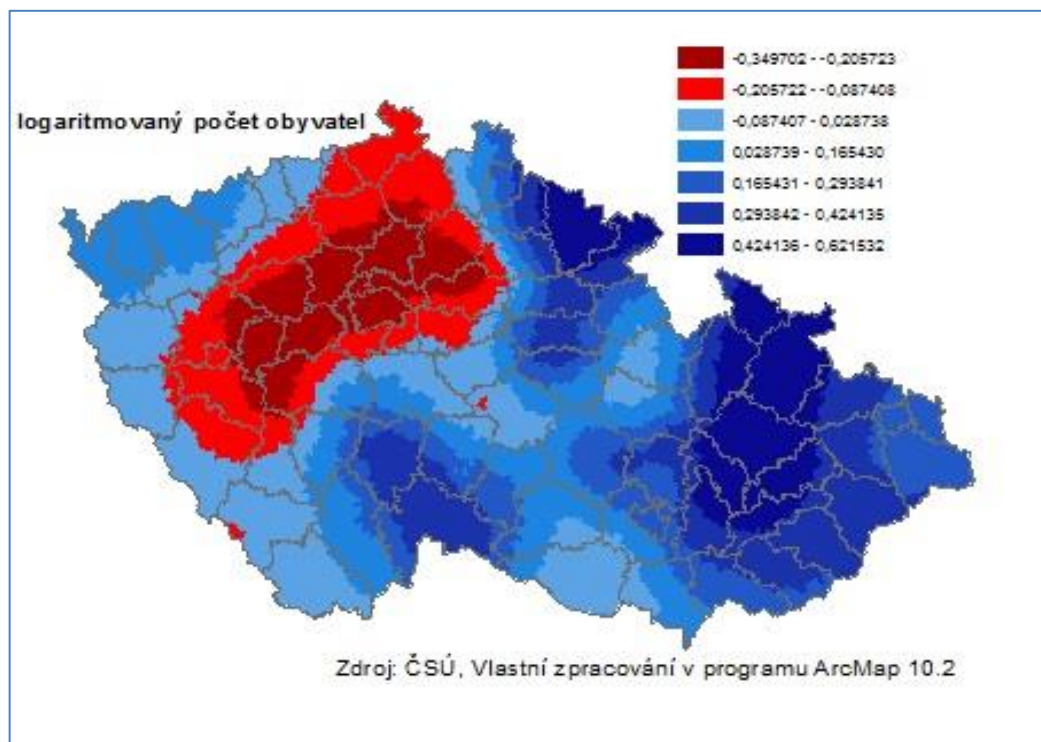 -0,349702 - -0,205723
-0,205722 - -0,087408
-0,087407 - 0,028738
0,028739 - 0,165430
0,165431 - 0,293841
0,293842 - 0,424135
0,424136 - 0,621532
logaritmovaný počet obyvatel
Zdroj: ČSÚ, Vlastní zpracování v programu ArcMap 10.2